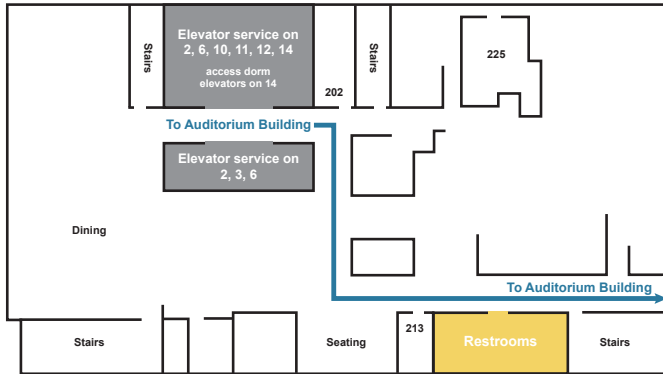 Stairs
Elevator service on
2, 6, 10, 11, 12, 14
access dorm
elevators on 14
202
Stairs
225
To Auditorium Building
Elevator service on
2, 3, 6
Dining
To Auditorium Building
Stairs
Seating
213
Restrooms
Stairs